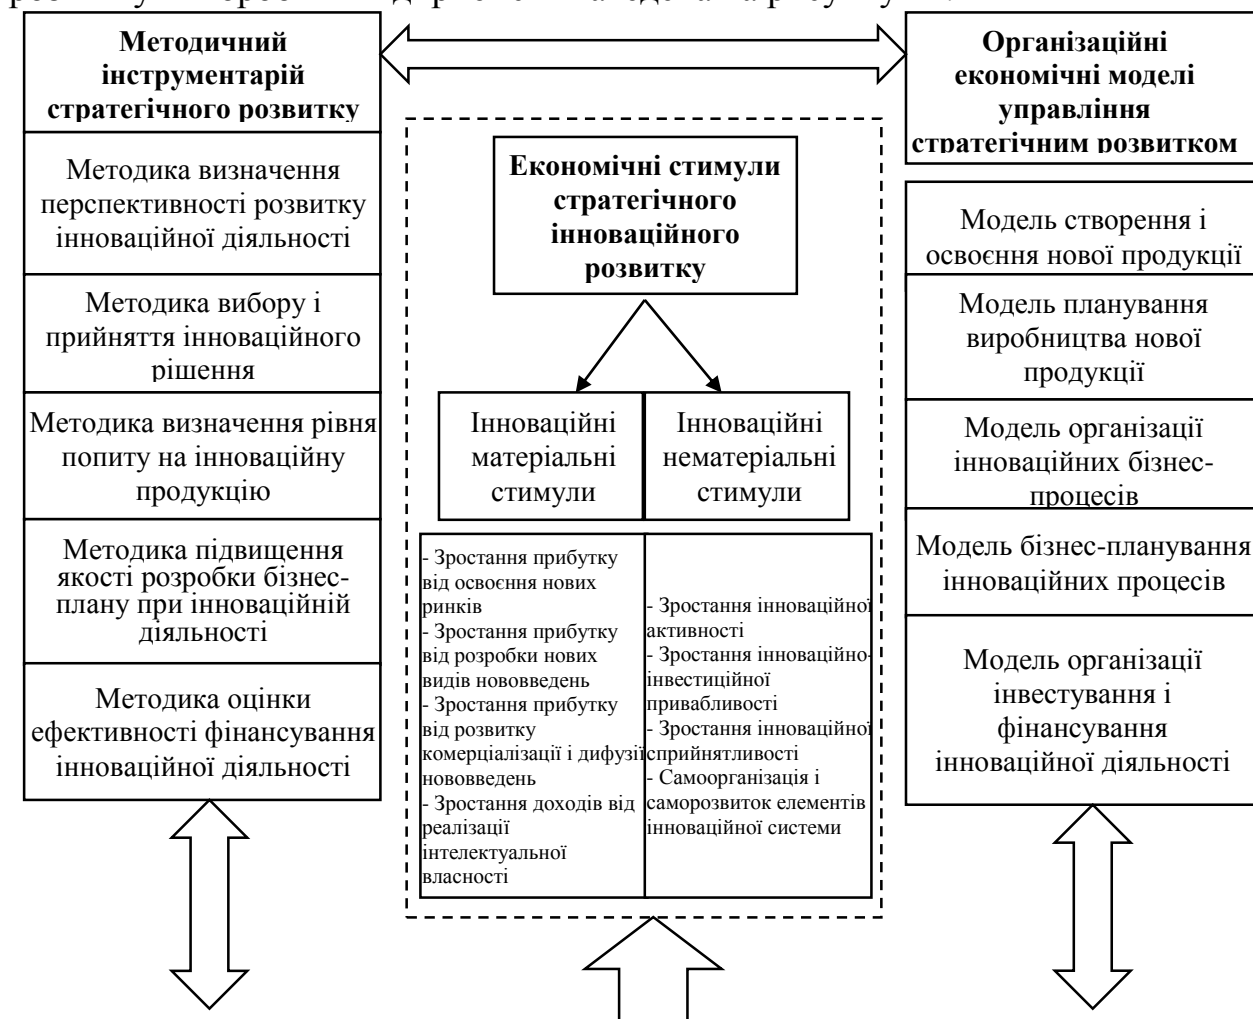 Методичний
інструментарій
стратегічного розвитку
Методика визначення
перспективності розвитку
інноваційної діяльності
Методика вибору і
прийняття інноваційного
рішення
Методика визначення рівня
попиту на інноваційну
продукцію
Методика підвищення
якості розробки бізнес-
плану при інноваційній
діяльності
Методика оцінки
ефективності фінансування
інноваційної діяльності
Економічні стимули
стратегічного
інноваційного
розвитку
Інноваційні
матеріальні
стимули
Інноваційні
нематеріальні
стимули
- Зростання прибутку
від освоєння нових
ринків
- Зростання прибутку
від розробки нових
видів нововведень
- Зростання прибутку
від розвитку
комерціалізації і дифузії
нововведень
- Зростання доходів від
реалізації
інтелектуальної
власності
- Зростання інноваційної
активності
- Зростання інноваційно-
інвестиційної
привабливості
- Зростання інноваційної
сприйнятливості
- Самоорганізація і
саморозвиток елементів
інноваційної системи
Організаційні
економічні моделі
управління
стратегічним розвитком
Модель створення і
освоєння нової продукції
Модель планування
виробництва нової
продукції
Модель організації
інноваційних бізнес-
процесів
Модель бізнес-планування
інноваційних процесів
Модель організації
інвестування і
фінансування
інноваційної діяльності